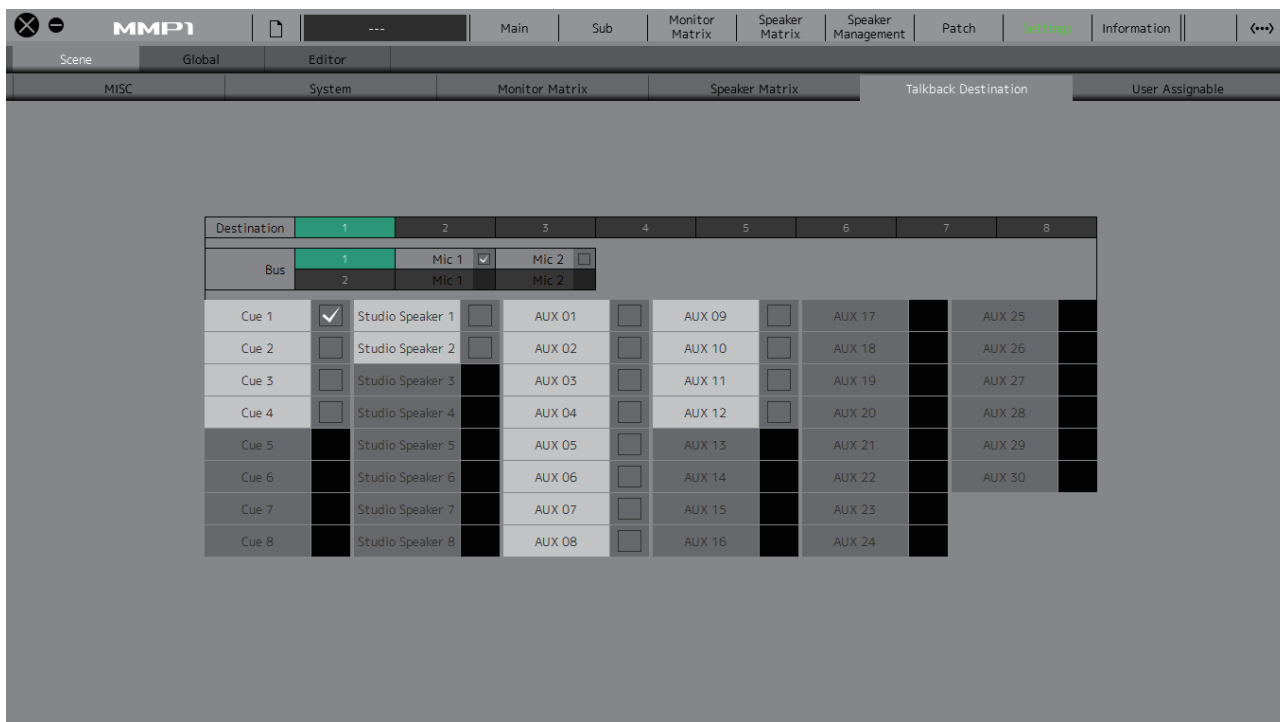 MMP1 --- Main Sub Monitor Matrix Speaker Matrix Speaker Management Patch Settings Information
Scene Global Editor
MISC System Monitor Matrix Speaker Matrix Talkback Destination User Assignable
Destination 1 2 3 4 5 6 7 8
Bus 1 Mic 1 Mic 2
2 Mic 1 Mic 2
Cue 1 Studio Speaker 1 AUX 01 AUX 09 AUX 17 AUX 25
Cue 2 Studio Speaker 2 AUX 02 AUX 10 AUX 18 AUX 26
Cue 3 Studio Speaker 3 AUX 03 AUX 11 AUX 19 AUX 27
Cue 4 Studio Speaker 4 AUX 04 AUX 12 AUX 20 AUX 28
Cue 5 Studio Speaker 5 AUX 05 AUX 13 AUX 21 AUX 29
Cue 6 Studio Speaker 6 AUX 06 AUX 14 AUX 22 AUX 30
Cue 7 Studio Speaker 7 AUX 07 AUX 15 AUX 23
Cue 8 Studio Speaker 8 AUX 08 AUX 16 AUX 24